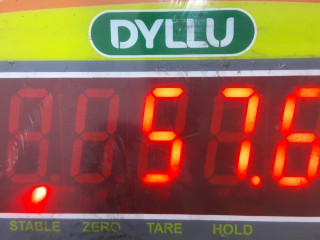 DYLLU
57.6
STABLE ZERO TARE HOLD